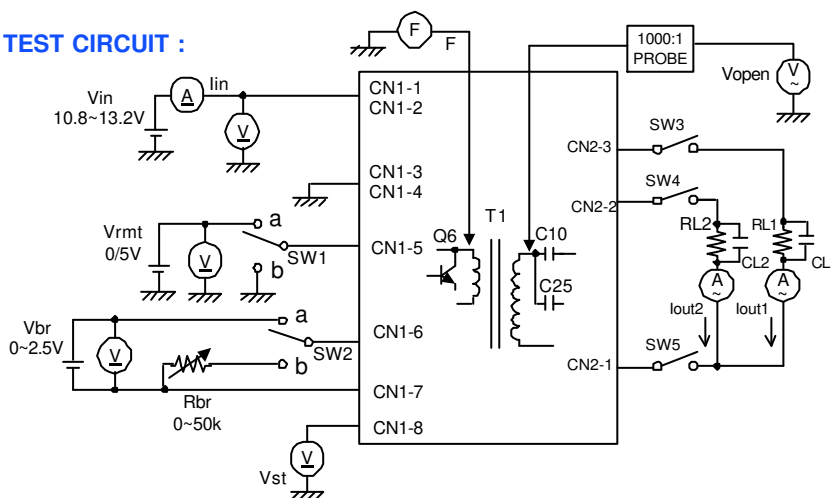 TEST CIRCUIT :
F
F
1000:1
PROBE
Vopen
V
~
Vin
10.8~13.2V
A
Iin
V
CN1-1
CN1-2
CN1-3
CN1-4
Vrmt
0/5V
V
a
b
SW1
CN1-5
Q6
T1
C10
C25
CN2-3
SW3
CN2-2
SW4
RL2
RL1
CL2
CL
A
~
A
~
Iout2
Iout1
CN2-1
SW5
Vbr
0~2.5V
V
a
b
SW2
CN1-6
CN1-7
Rbr
0~50k
CN1-8
V
Vst